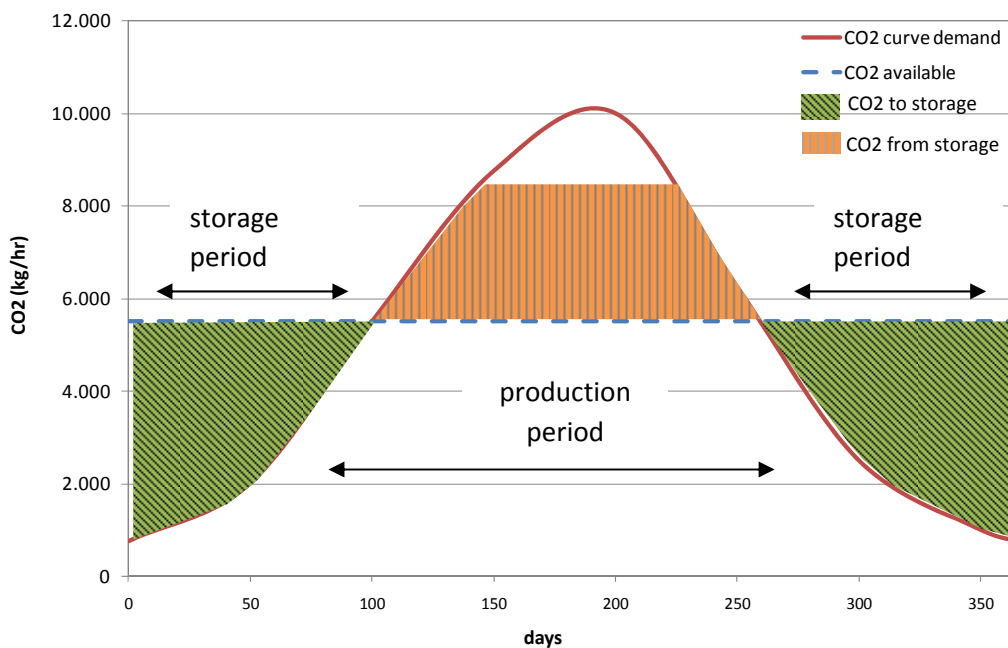 12.000
10.000
8.000
6.000
4.000
2.000
0
CO2 (kg/hr)
0 50 100 150 200 250 300 350
days
CO2 curve demand
CO2 available
CO2 to storage
CO2 from storage
storage
period
storage
period
production
period